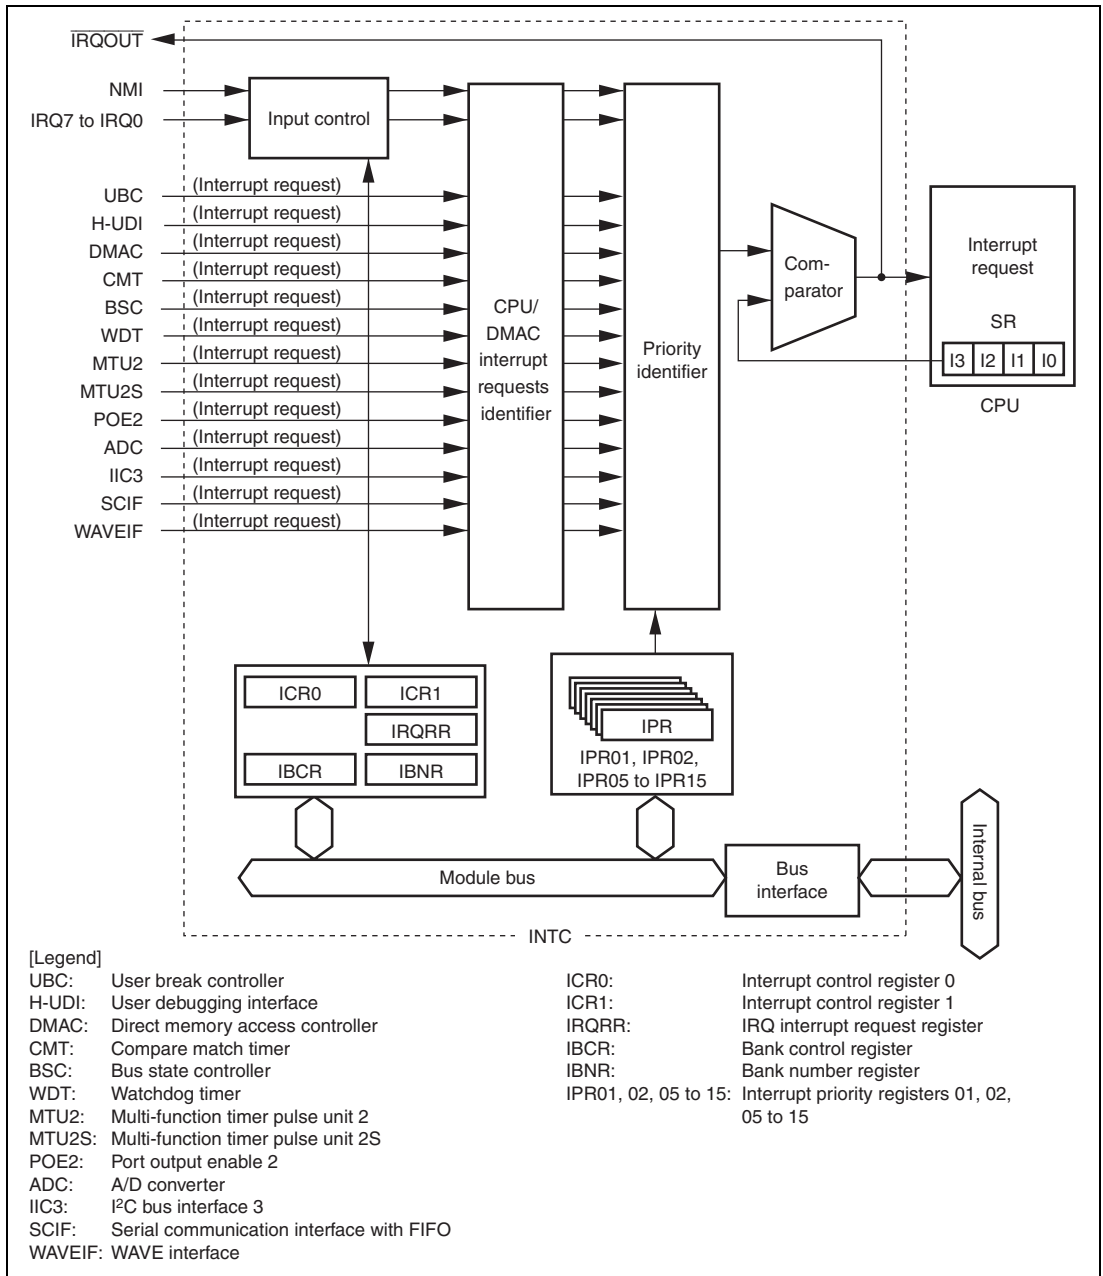 IRQOUT
NMI
IRQ7 to IRQ0
Input control
UBC (Interrupt request)
H-UDI (Interrupt request)
DMAC (Interrupt request)
CMT (Interrupt request)
BSC (Interrupt request)
WDT (Interrupt request)
MTU2 (Interrupt request)
MTU2S (Interrupt request)
POE2 (Interrupt request)
ADC (Interrupt request)
IIC3 (Interrupt request)
SCIF (Interrupt request)
WAVEIF (Interrupt request)
CPU/
DMAC
interrupt
requests
identifier
Priority
identifier
Com-
parator
Interrupt
request
SR
I3 I2 I1 I0
CPU
ICR0 ICR1
IRQRR
IBCR IBNR
IPR
IPR01, IPR02,
IPR05 to IPR15
Module bus
Bus
interface
Internal bus
INTC
[Legend]
UBC: User break controller
H-UDI: User debugging interface
DMAC: Direct memory access controller
CMT: Compare match timer
BSC: Bus state controller
WDT: Watchdog timer
MTU2: Multi-function timer pulse unit 2
MTU2S: Multi-function timer pulse unit 2S
POE2: Port output enable 2
ADC: A/D converter
IIC3: I²C bus interface 3
SCIF: Serial communication interface with FIFO
WAVEIF: WAVE interface
ICR0: Interrupt control register 0
ICR1: Interrupt control register 1
IRQRR: IRQ interrupt request register
IBCR: Bank control register
IBNR: Bank number register
IPR01, 02, 05 to 15: Interrupt priority registers 01, 02,
05 to 15